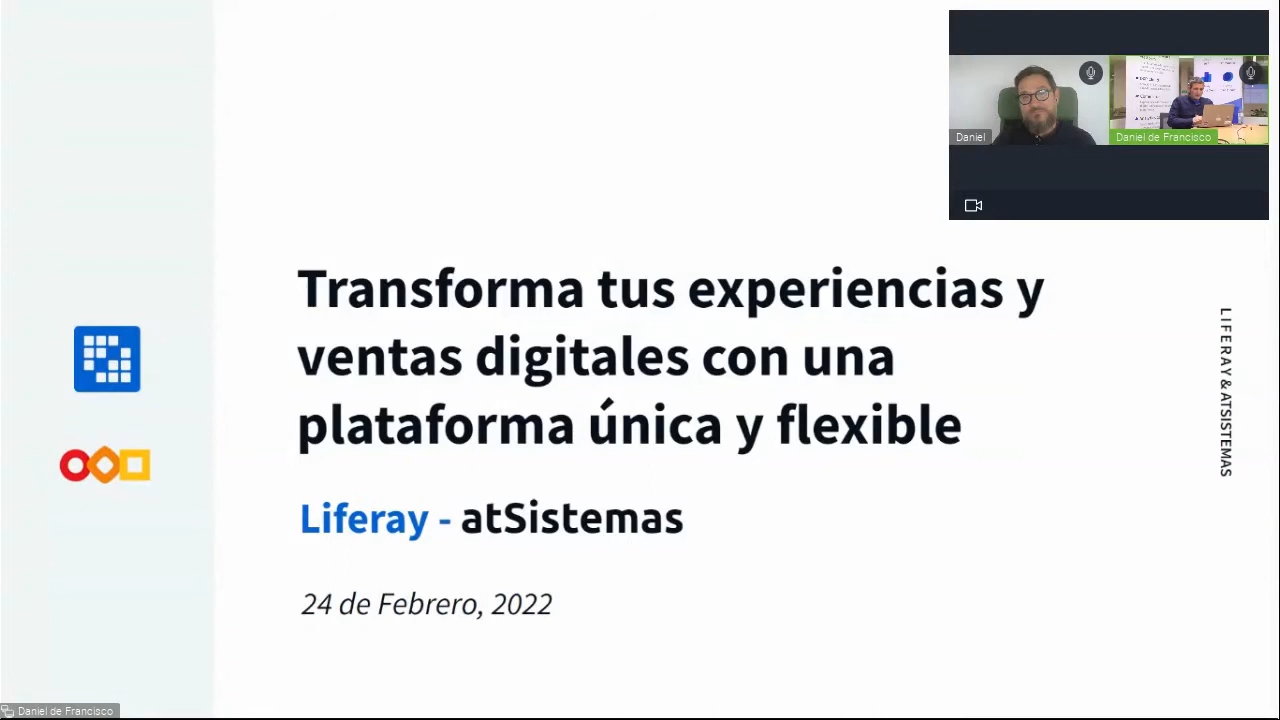 Daniel
Daniel de Francisco
Transforma tus experiencias y
ventas digitales con una
plataforma única y flexible
Liferay - atSistemas
24 de Febrero, 2022
LIFERAY&ATSISTEMAS
Daniel de Francisco